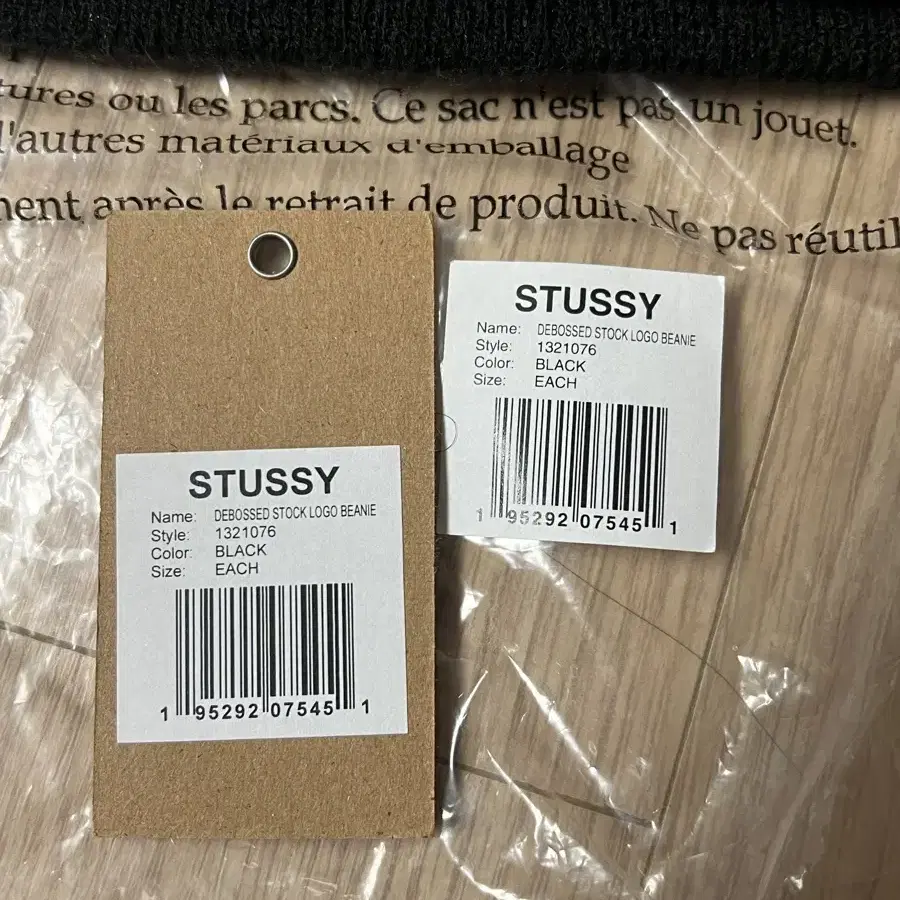 tures ou les parcs. Ce sac n'est pas un jouet.
d'autres matériaux d'emballage
ment après le retrait de produit. Ne pas réutil
STUSSY
Name: DEBOSSED STOCK LOGO BEANIE
Style: 1321076
Color: BLACK
Size: EACH
1 95292 07545 1
STUSSY
Name: DEBOSSED STOCK LOGO BEANIE
Style: 1321076
Color: BLACK
Size: EACH
1 95292 07545 1